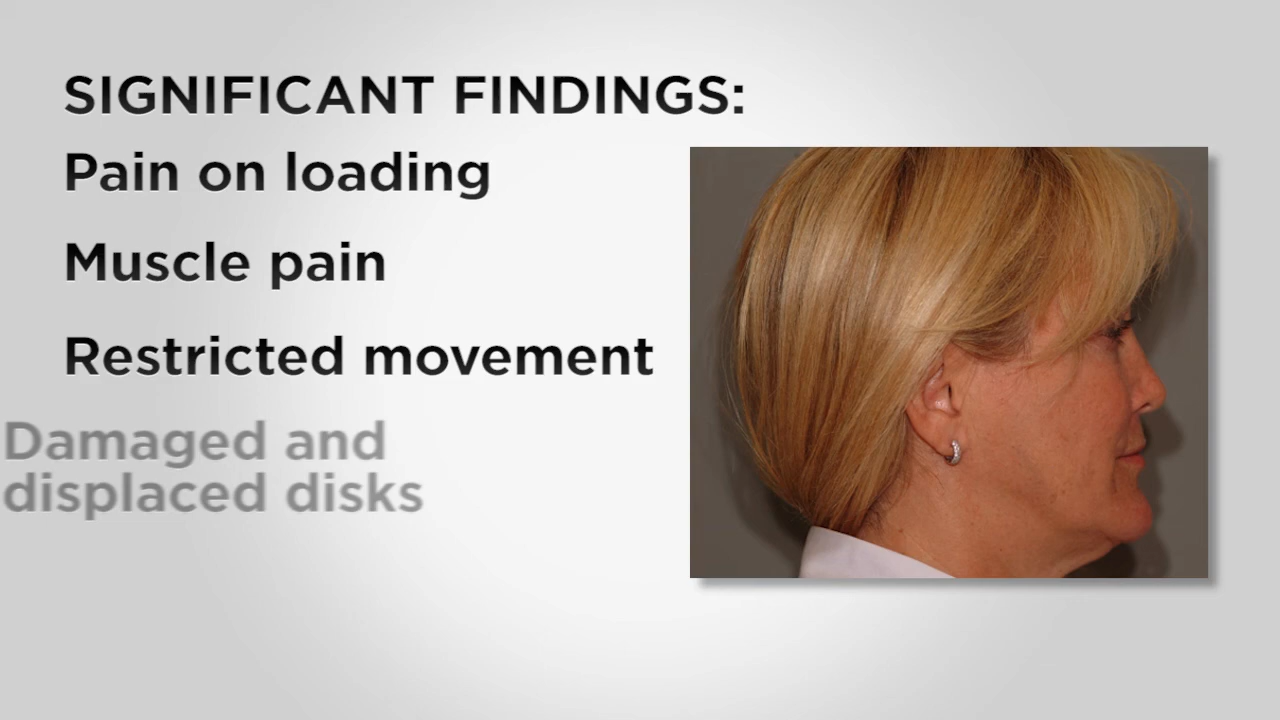 SIGNIFICANT FINDINGS:
Pain on loading
Muscle pain
Restricted movement
Damaged and
displaced disks